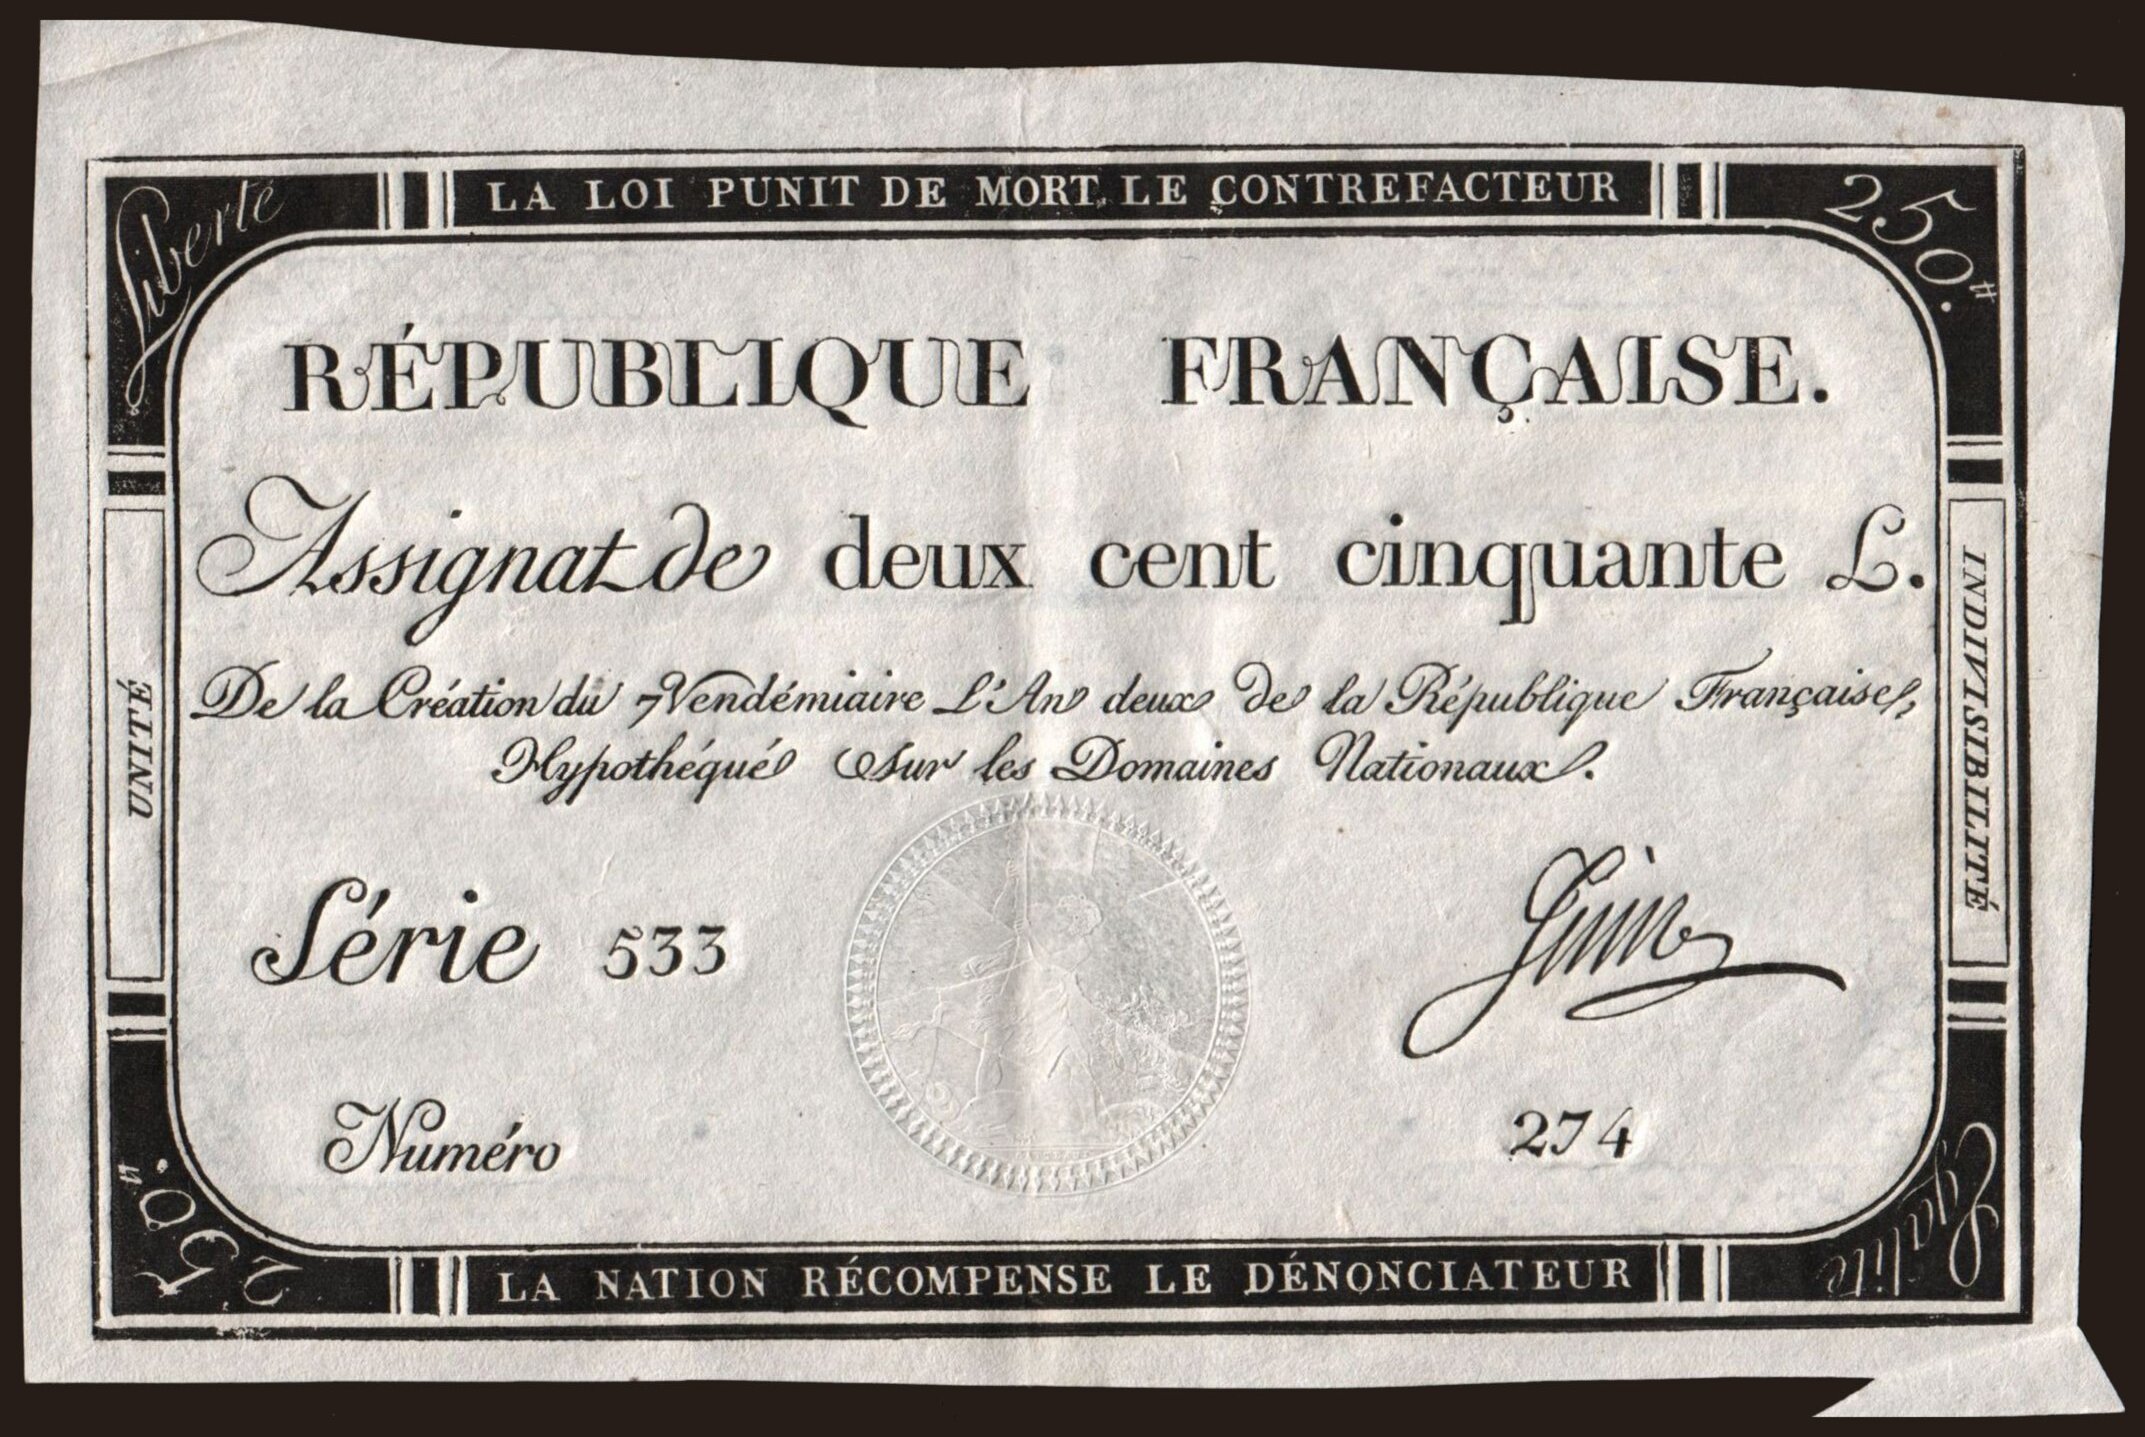 LA LOI PUNIT DE MORT LE CONTREFACTEUR
Liberté
250.₶
RÉPUBLIQUE FRANÇAISE.
Assignat de deux cent cinquante L.
De la Création du 7 Vendémiaire L'An deux de la République Française,
Hypothéqué Sur les Domaines Nationaux.
UNITÉ
INDIVISIBILITÉ
Série 533
Numéro
274
250.₶
Egalité
LA NATION RÉCOMPENSE LE DÉNONCIATEUR